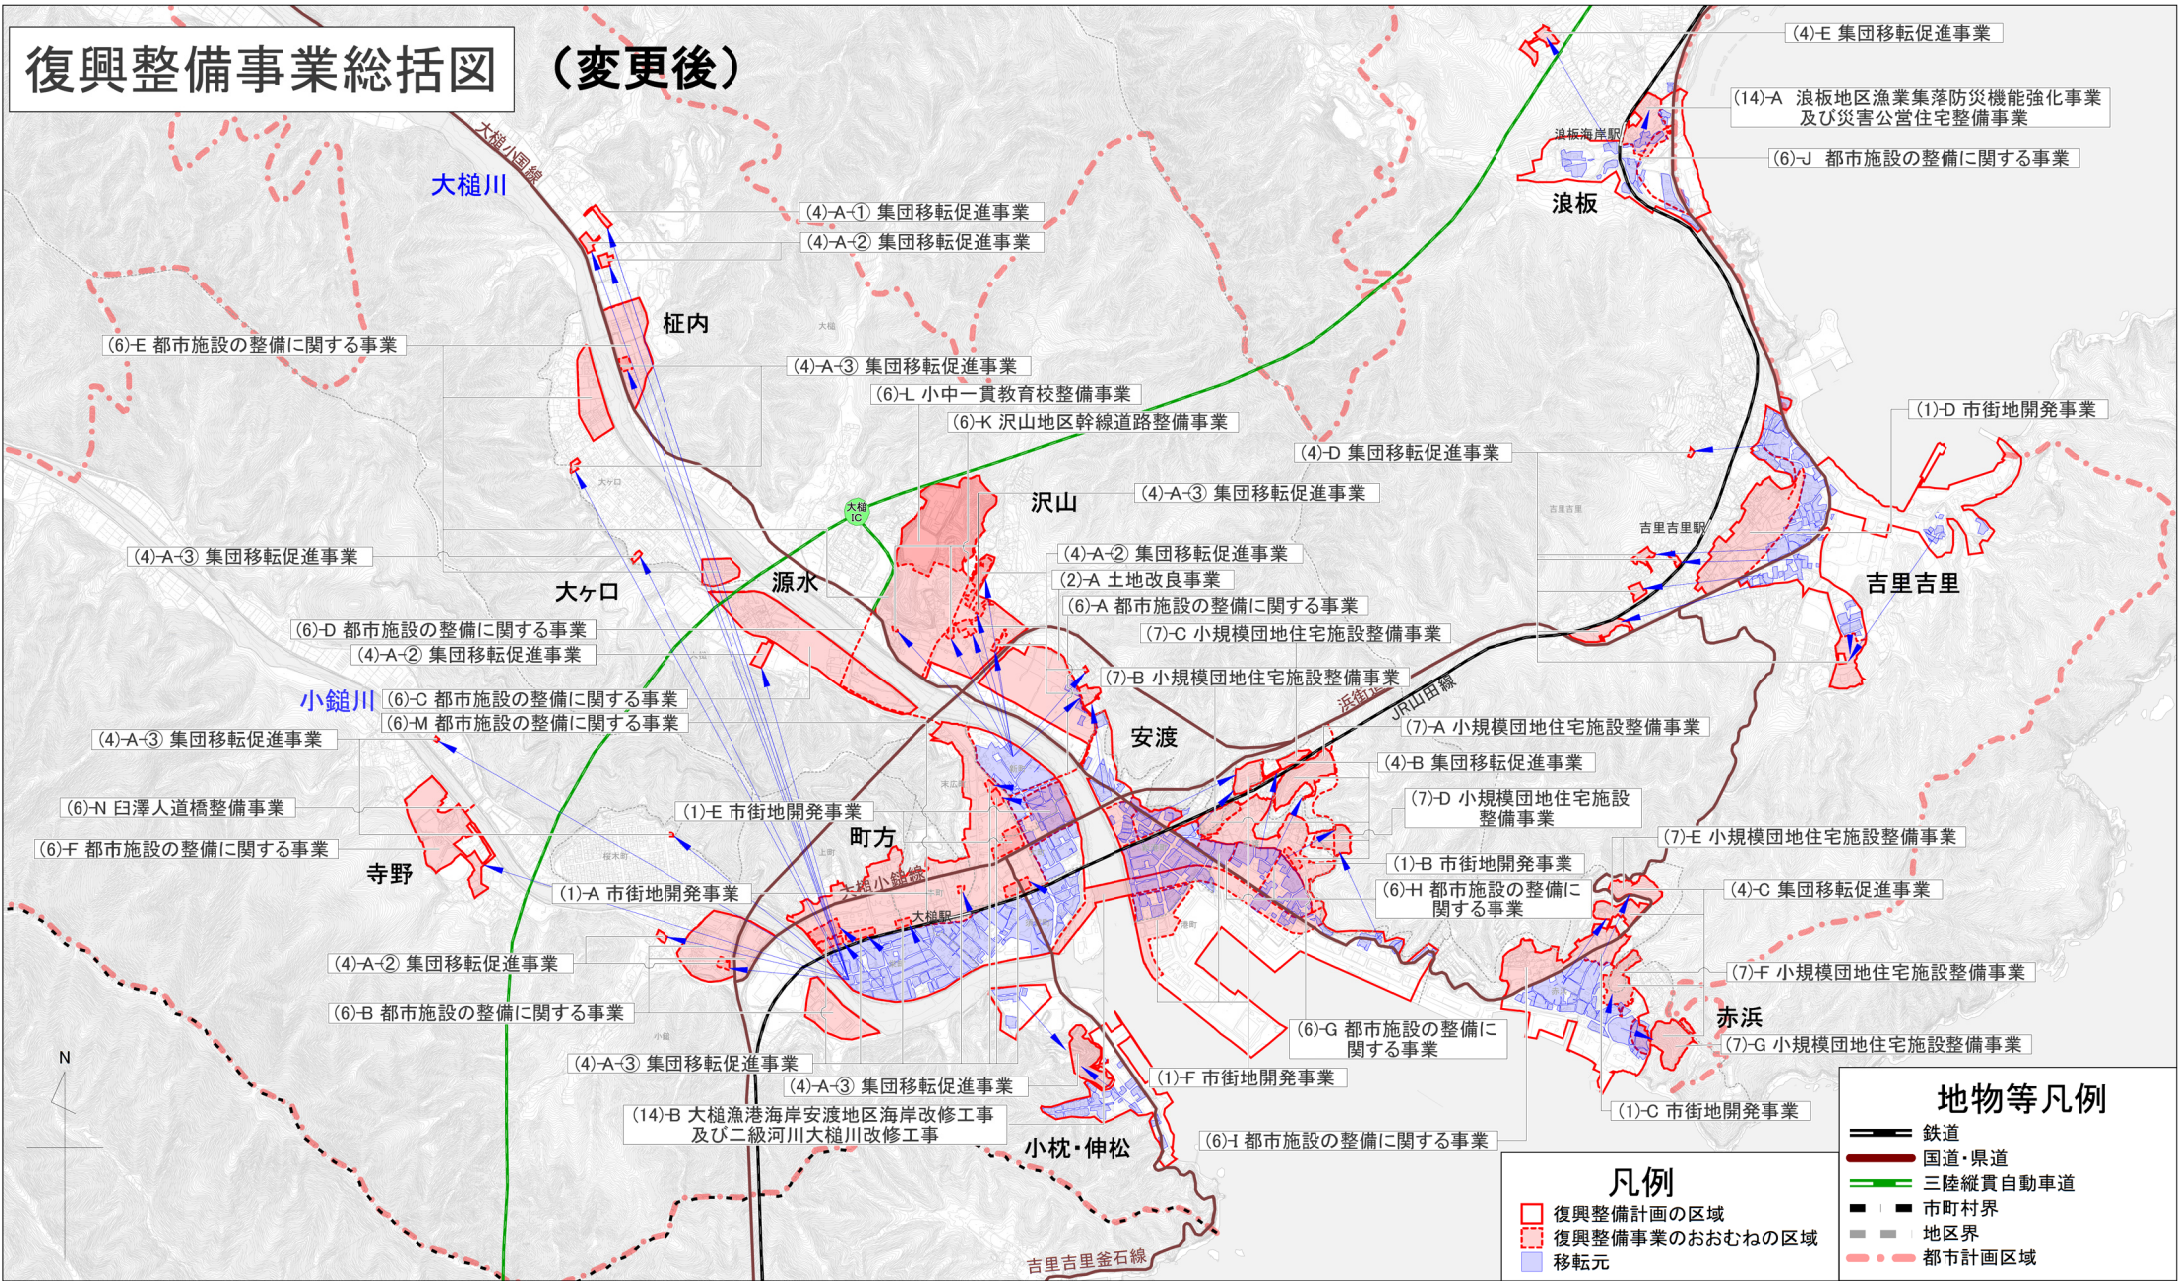 復興整備事業総括図
（変更後）
(4)-E 集団移転促進事業
(14)-A 浪板地区漁業集落防災機能強化事業
及び災害公営住宅整備事業
浪板海岸駅
(6)-J 都市施設の整備に関する事業
浪板
大槌小国線
大槌川
(4)-A-① 集団移転促進事業
(4)-A-② 集団移転促進事業
柾内
大槌
(6)-E 都市施設の整備に関する事業
(4)-A-③ 集団移転促進事業
(6)-L 小中一貫教育校整備事業
(6)-K 沢山地区幹線道路整備事業
(1)-D 市街地開発事業
(4)-D 集団移転促進事業
大ヶ口
沢山
(4)-A-③ 集団移転促進事業
大槌
IC
吉里吉里
吉里吉里駅
(4)-A-③ 集団移転促進事業
(4)-A-② 集団移転促進事業
大ヶ口
源水
(2)-A 土地改良事業
吉里吉里
(6)-A 都市施設の整備に関する事業
(6)-D 都市施設の整備に関する事業
(7)-C 小規模団地住宅施設整備事業
(4)-A-② 集団移転促進事業
(7)-B 小規模団地住宅施設整備事業
小鎚川
(6)-C 都市施設の整備に関する事業
浜街道
JR山田線
(6)-M 都市施設の整備に関する事業
(7)-A 小規模団地住宅施設整備事業
(4)-A-③ 集団移転促進事業
安渡
(4)-B 集団移転促進事業
末広町
(6)-N 臼澤人道橋整備事業
(1)-E 市街地開発事業
(7)-D 小規模団地住宅施設
整備事業
町方
(7)-E 小規模団地住宅施設整備事業
(6)-F 都市施設の整備に関する事業
桜木町
上町
(1)-B 市街地開発事業
寺野
大槌小鎚線
(1)-A 市街地開発事業
(6)-H 都市施設の整備に
関する事業
(4)-C 集団移転促進事業
大槌駅
港町
(4)-A-② 集団移転促進事業
(7)-F 小規模団地住宅施設整備事業
赤浜
(6)-B 都市施設の整備に関する事業
赤浜
小鎚
(6)-G 都市施設の整備に
関する事業
(7)-G 小規模団地住宅施設整備事業
N
(4)-A-③ 集団移転促進事業
(4)-A-③ 集団移転促進事業
(1)-F 市街地開発事業
(14)-B 大槌漁港海岸安渡地区海岸改修工事
及び二級河川大槌川改修工事
(1)-C 市街地開発事業
小枕・伸松
(6)-I 都市施設の整備に関する事業
吉里吉里釜石線
凡例
復興整備計画の区域
復興整備事業のおおむねの区域
移転元
地物等凡例
鉄道
国道・県道
三陸縦貫自動車道
市町村界
地区界
都市計画区域